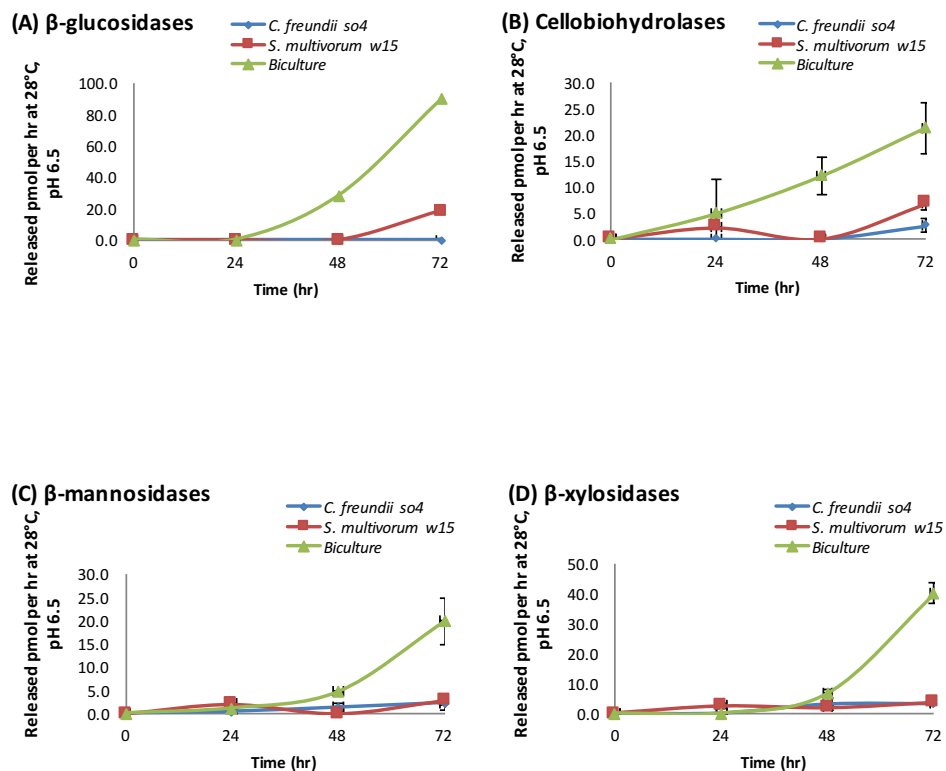 (A) β-glucosidases
C. freundii so4
S. multivorum w15
Biculture
Released pmol per hr at 28°C,
pH 6.5
100.0
80.0
60.0
40.0
20.0
0.0
0 24 48 72
Time (hr)
(B) Cellobiohydrolases
C. freundii so4
S. multivorum w15
Biculture
Released pmol per hr at 28°C,
pH 6.5
30.0
25.0
20.0
15.0
10.0
5.0
0.0
0 24 48 72
Time (hr)
(C) β-mannosidases
C. freundii so4
S. multivorum w15
Biculture
Released pmol per hr at 28°C,
pH 6.5
30.0
25.0
20.0
15.0
10.0
5.0
0.0
0 24 48 72
Time (hr)
(D) β-xylosidases
C. freundii so4
S. multivorum w15
Biculture
Released pmol per hr at 28°C,
pH 6.5
50.0
40.0
30.0
20.0
10.0
0.0
0 24 48 72
Time (hr)